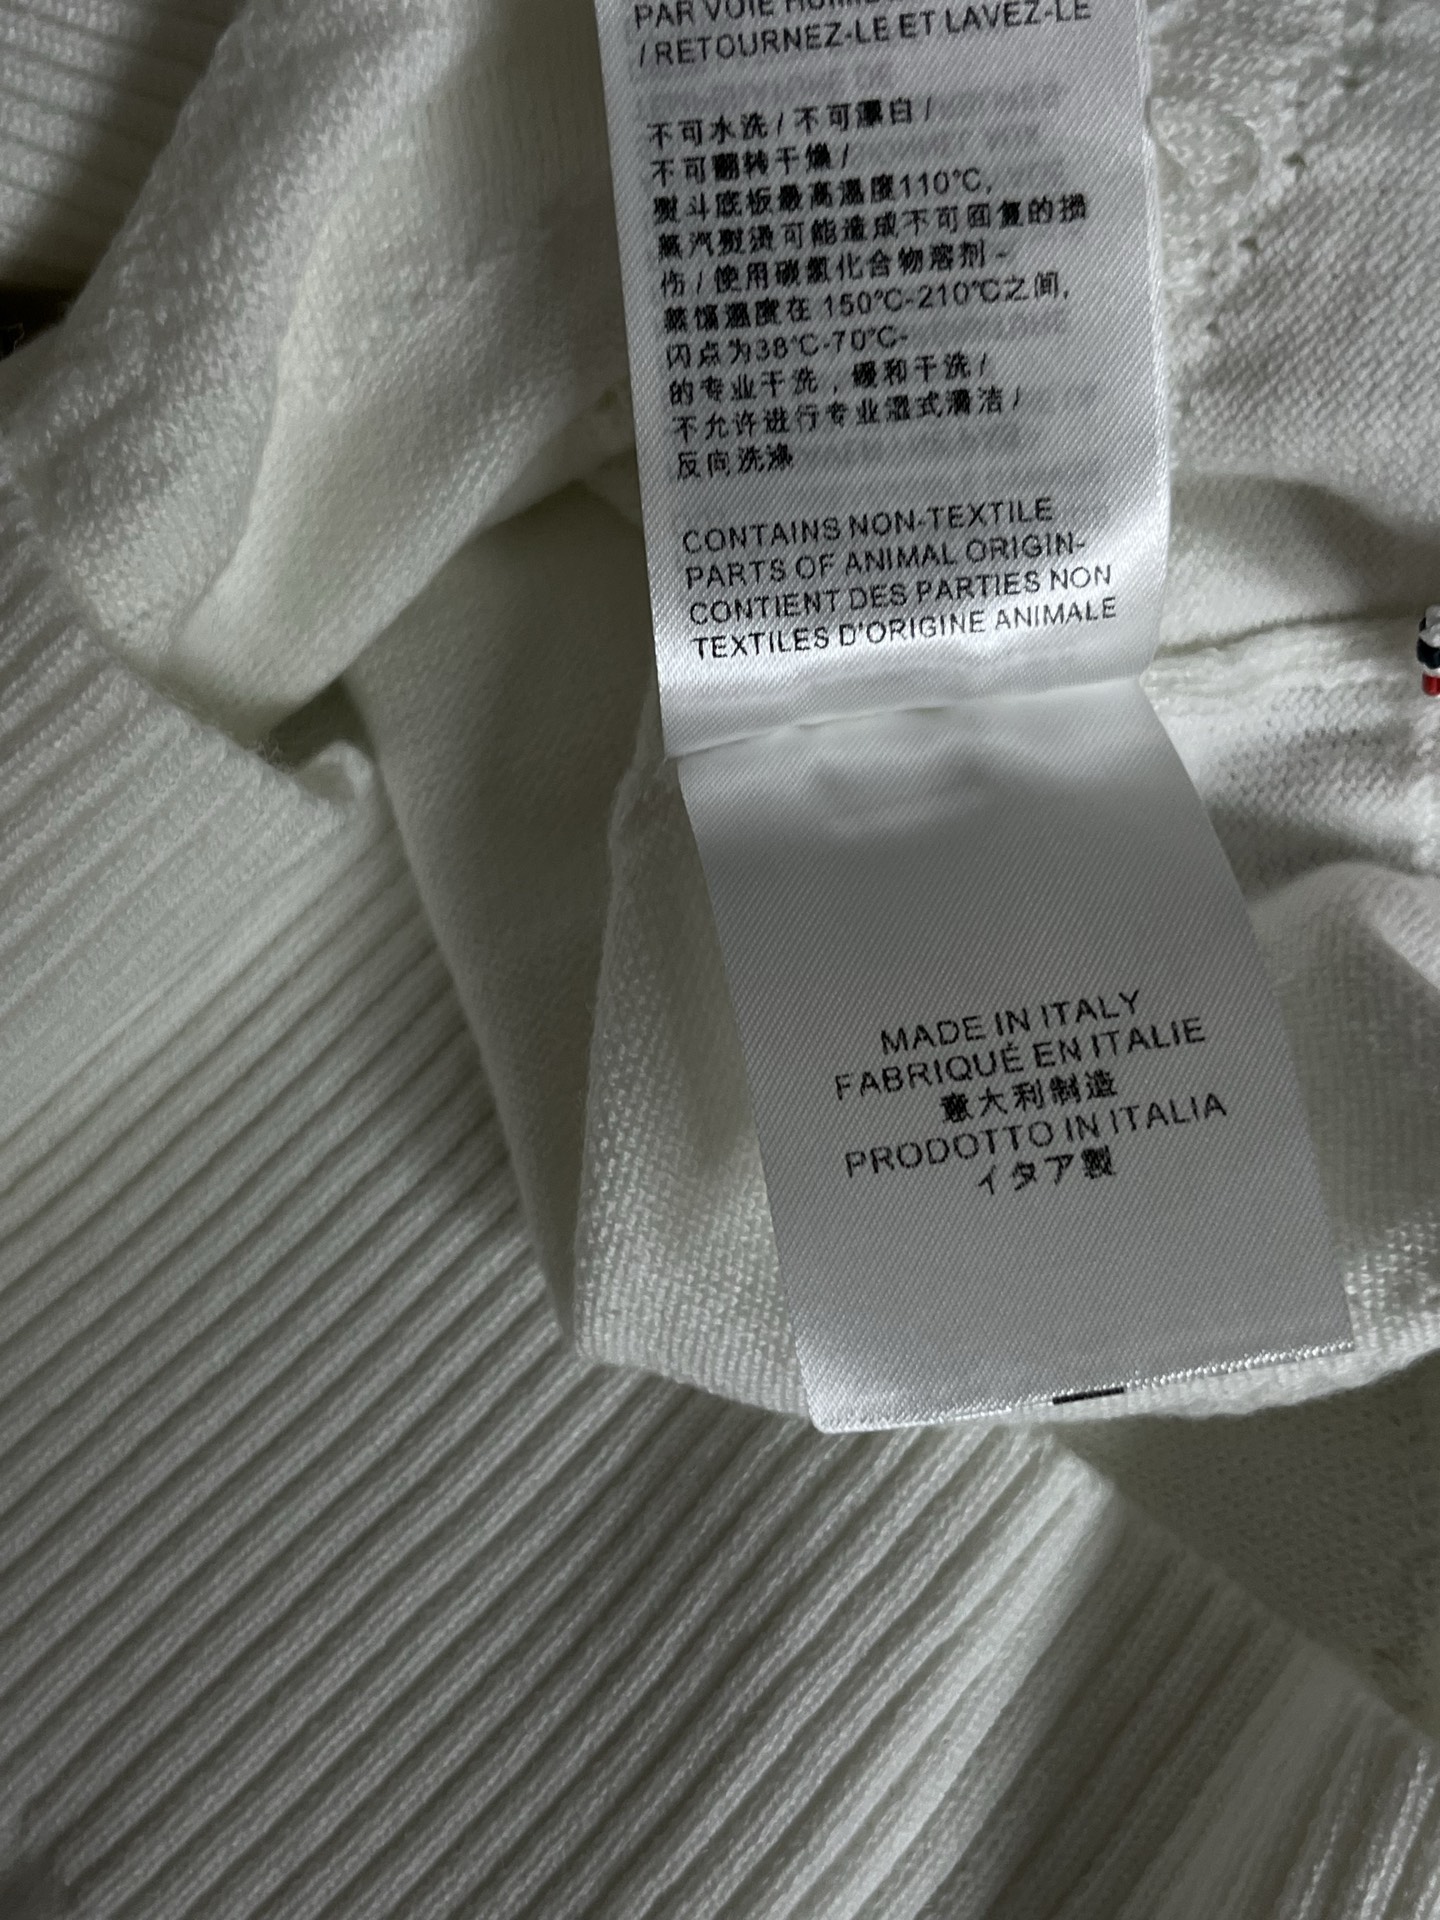 PAR VOIE
/ RETOURNEZ-LE ET LAVEZ-LE
不可水洗 / 不可漂白 /
不可翻转干燥 /
熨斗底板最高温度110℃,
蒸汽熨烫可能造成不可回复的损
伤 / 使用碳氢化合物溶剂 -
蒸馏温度在 150℃-210℃之间,
闪点为38℃-70℃-
的专业干洗 , 缓和干洗 /
不允许进行专业湿式清洁 /
反向洗涤
CONTAINS NON-TEXTILE
PARTS OF ANIMAL ORIGIN-
CONTIENT DES PARTIES NON
TEXTILES D'ORIGINE ANIMALE
MADE IN ITALY
FABRIQUÉ EN ITALIE
意大利制造
PRODOTTO IN ITALIA
イタア製